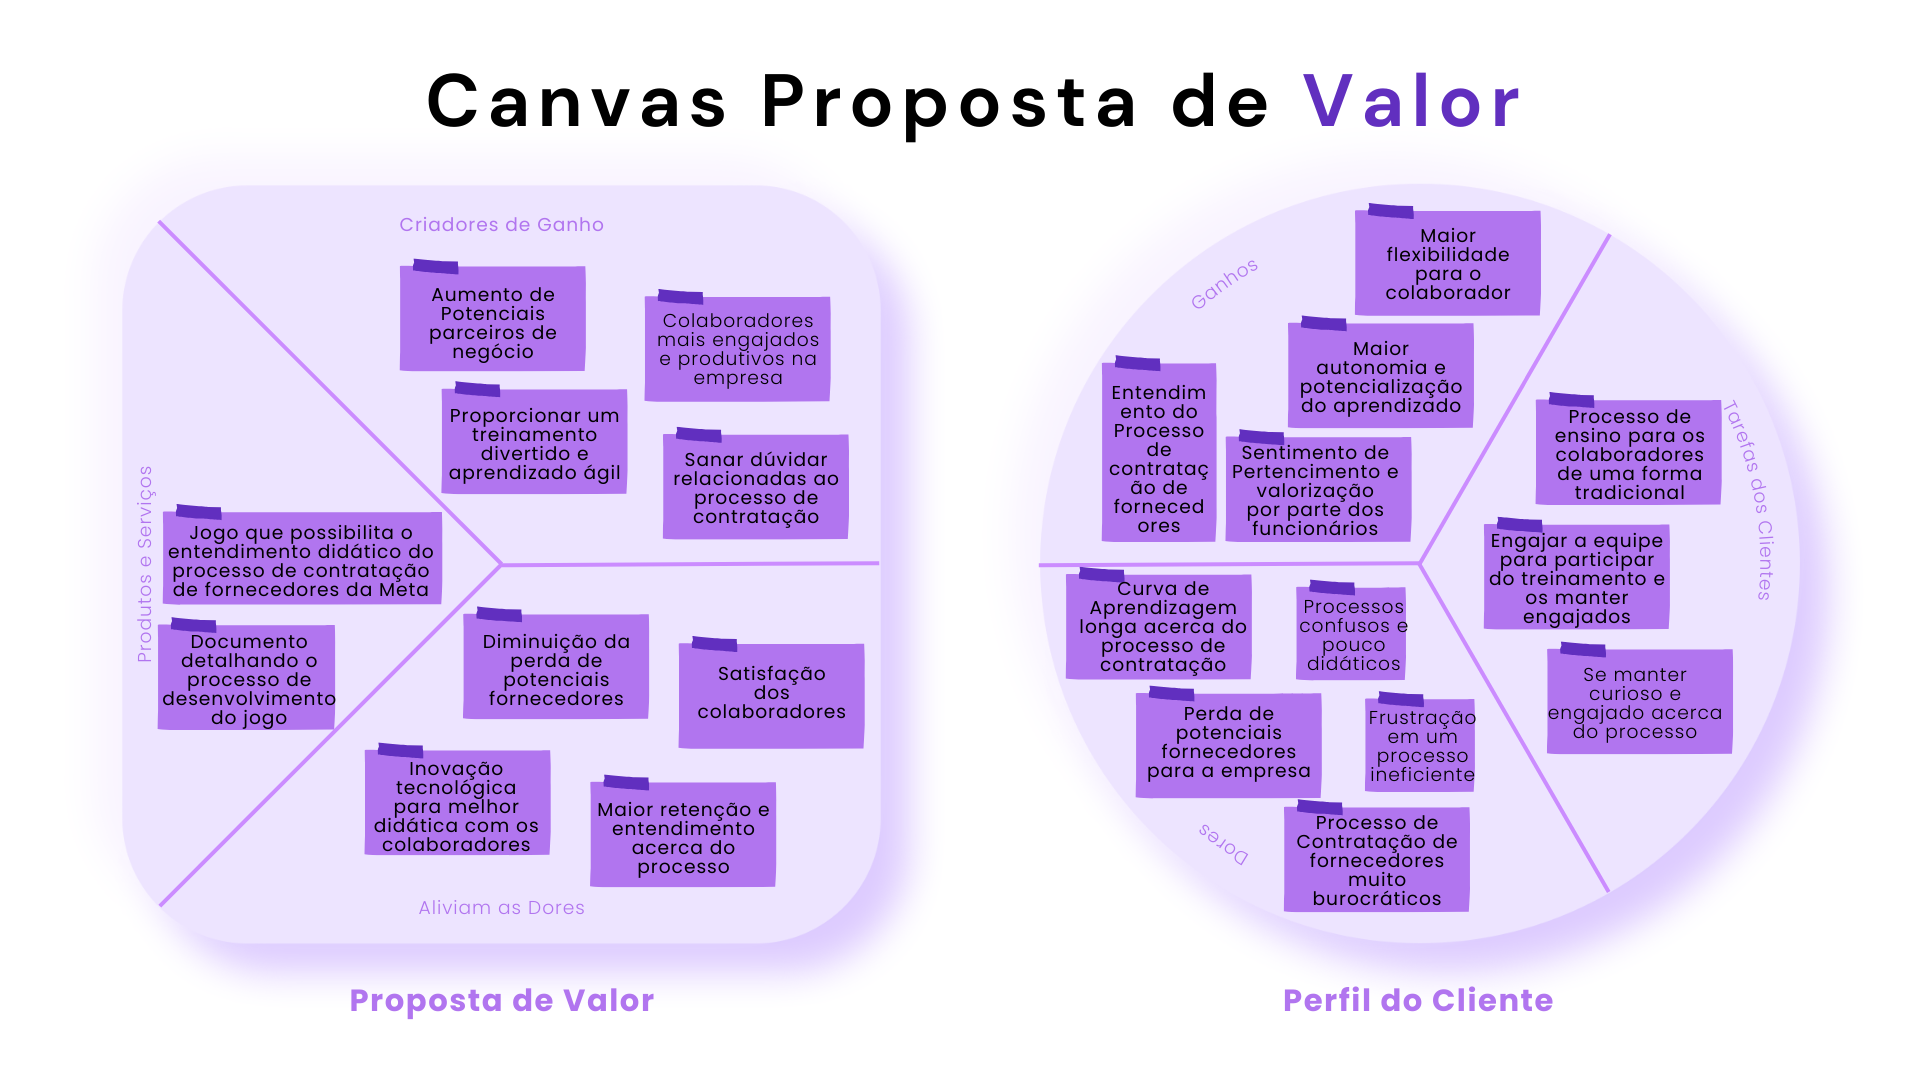 Canvas Proposta de Valor
Criadores de Ganho
Aumento de
Potenciais
parceiros de
negócio
Colaboradores
mais engajados
e produtivos na
empresa
Proporcionar um
treinamento
divertido e
aprendizado ágil
Sanar dúvidar
relacionadas ao
processo de
contratação
Produtos e Serviços
Jogo que possibilita o
entendimento didático do
processo de contratação
de fornecedores da Meta
Documento
detalhando o
processo de
desenvolvimento
do jogo
Diminuição da
perda de
potenciais
fornecedores
Satisfação
dos
colaboradores
Inovação
tecnológica
para melhor
didática com os
colaboradores
Maior retenção e
entendimento
acerca do
processo
Aliviam as Dores
Proposta de Valor
Ganhos
Maior
flexibilidade
para o
colaborador
Maior
autonomia e
potencialização
do aprendizado
Entendim
ento do
Processo
de
contrataç
ão de
forneced
ores
Sentimento de
Pertencimento e
valorização
por parte dos
funcionários
Tarefas dos Clientes
Processo de
ensino para os
colaboradores
de uma forma
tradicional
Engajar a equipe
para participar
do treinamento e
os manter
engajados
Se manter
curioso e
engajado acerca
do processo
Curva de
Aprendizagem
longa acerca do
processo de
contratação
Processos
confusos e
pouco
didáticos
Perda de
potenciais
fornecedores
para a empresa
Frustração
em um
processo
ineficiente
Processo de
Contratação de
fornecedores
muito
burocráticos
Dores
Perfil do Cliente